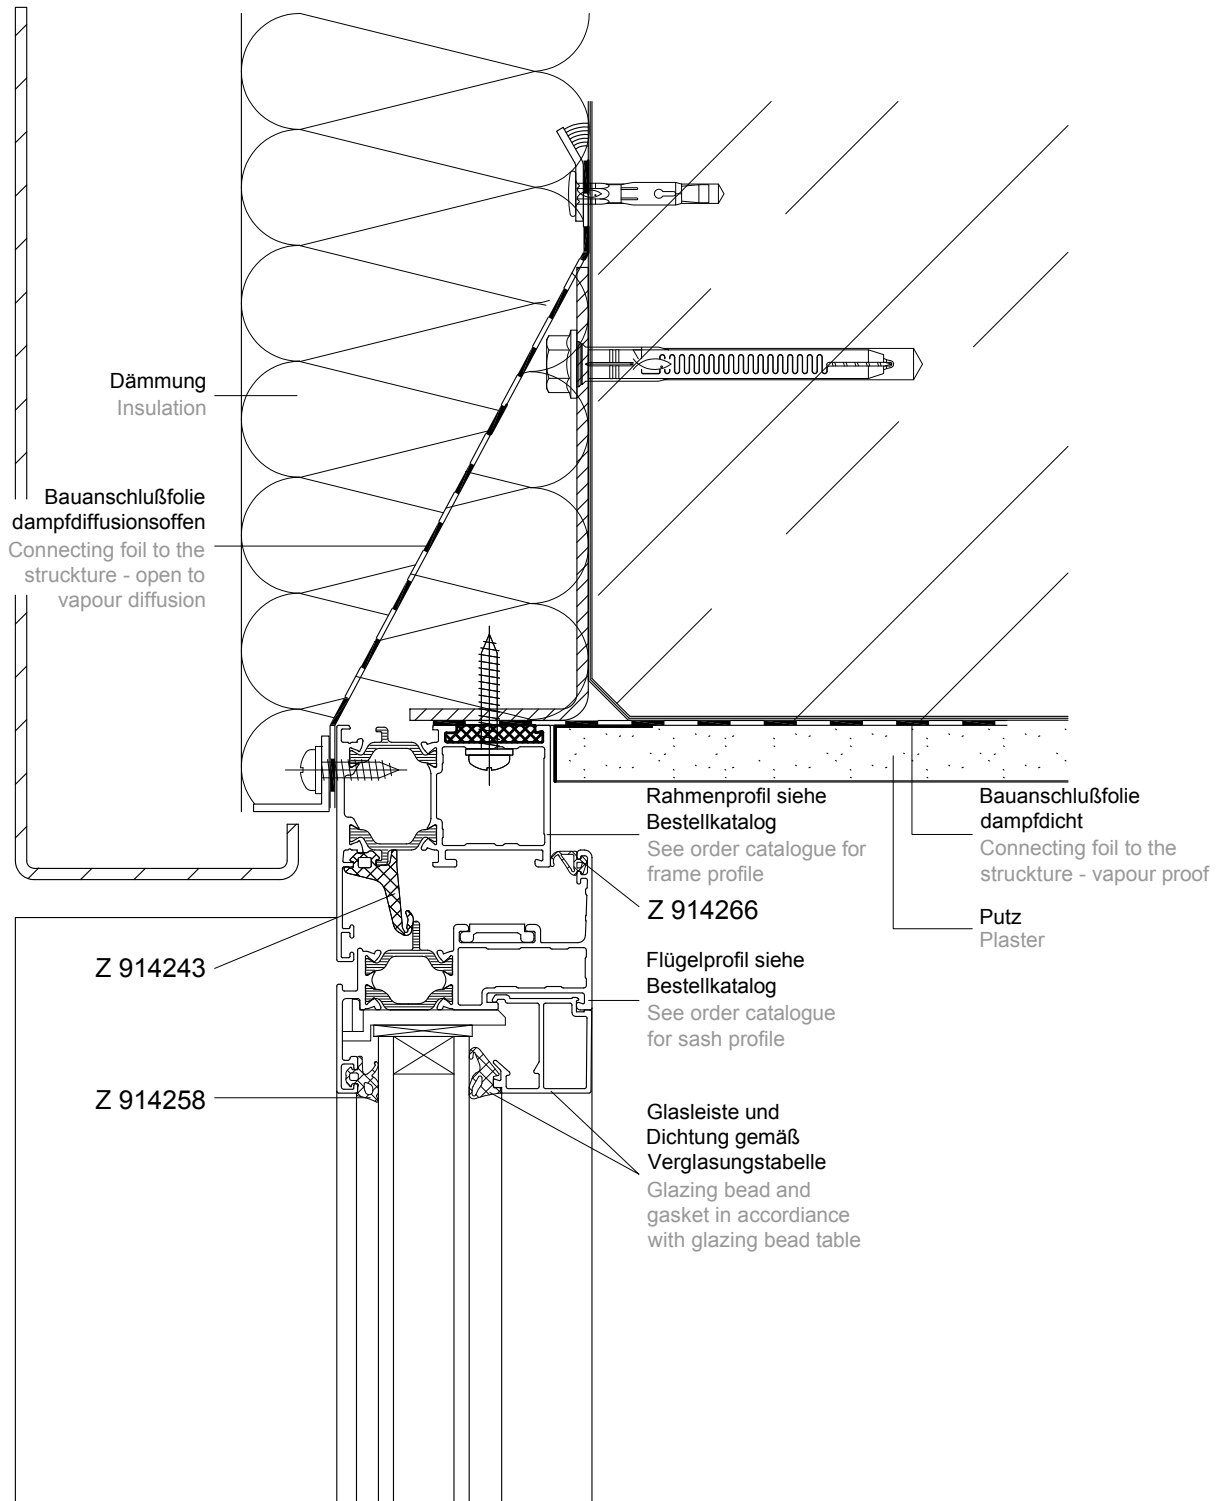 Dämmung
Insulation
Bauanschlußfolie
dampfdiffusionsoffen
Connecting foil to the
struckture - open to
vapour diffusion
Rahmenprofil siehe
Bestellkatalog
See order catalogue for
frame profile
Z 914266
Bauanschlußfolie
dampfdicht
Connecting foil to the
struckture - vapour proof
Putz
Plaster
Z 914243
Flügelprofil siehe
Bestellkatalog
See order catalogue
for sash profile
Z 914258
Glasleiste und
Dichtung gemäß
Verglasungstabelle
Glazing bead and
gasket in accordiance
with glazing bead table